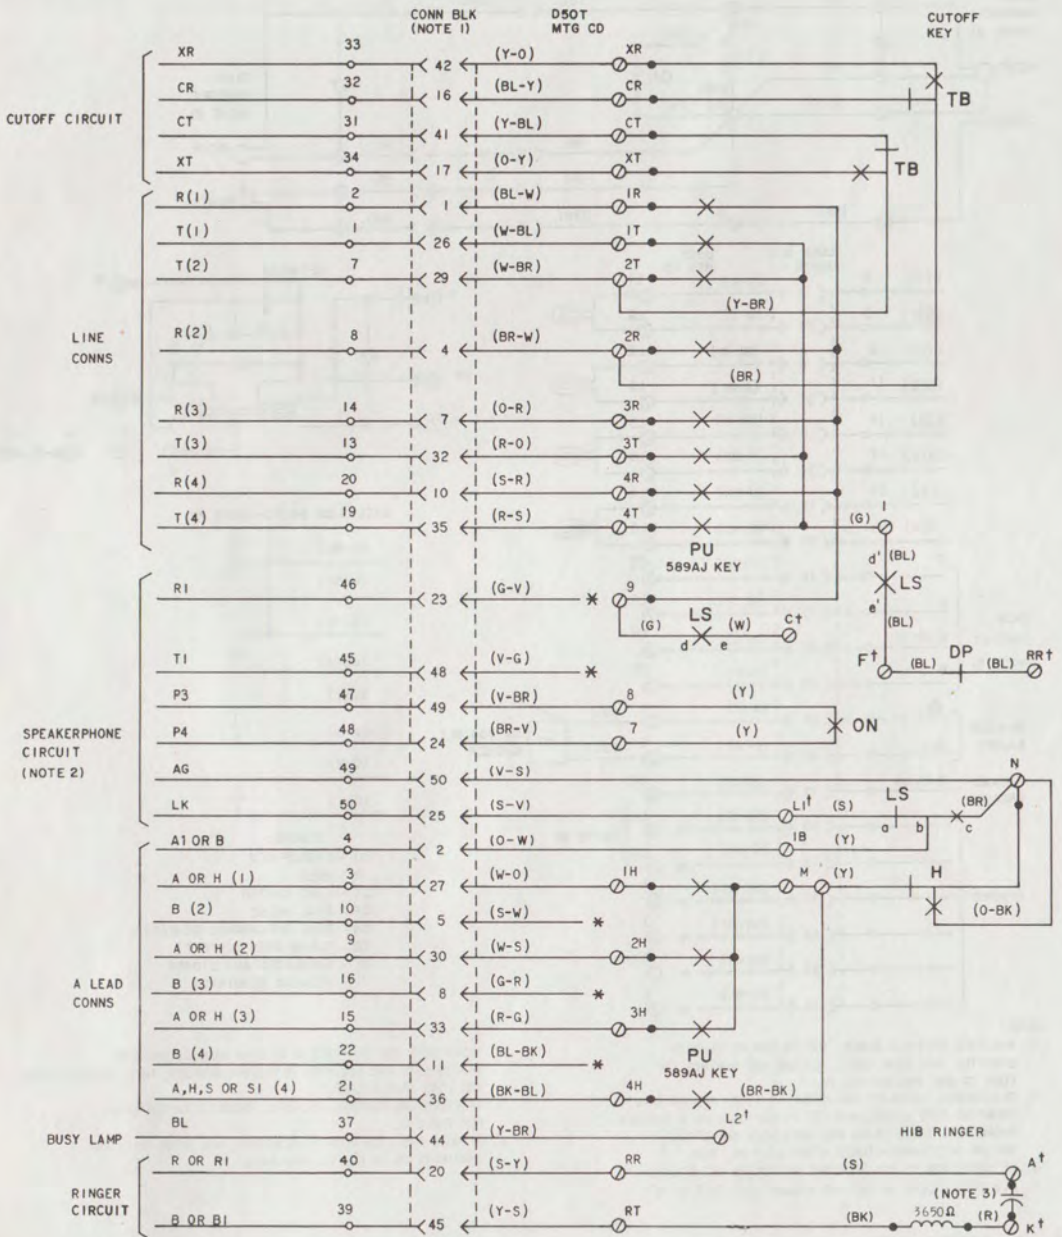 CONN BLK
(NOTE 1)
D50T
MTG CD
CUTOFF
KEY
CUTOFF CIRCUIT
XR 33 42 (Y-O) XR
CR 32 16 (BL-Y) CR TB
CT 31 41 (Y-BL) CT
XT 34 17 (O-Y) XT TB
LINE
CONNS
R(1) 2 1 (BL-W) 1R
T(1) 1 26 (W-BL) 1T
T(2) 7 29 (W-BR) 2T
(Y-BR)
R(2) 8 4 (BR-W) 2R
(BR)
R(3) 14 7 (O-R) 3R
T(3) 13 32 (R-O) 3T
R(4) 20 10 (S-R) 4R
T(4) 19 35 (R-S) 4T (G) 1
PU
589AJ KEY
d' (BL)
LS
e' (BL)
SPEAKERPHONE
CIRCUIT
(NOTE 2)
R1 46 23 (G-V) * 9
(G) LS (W) C†
d e
T1 45 48 (V-G) *
F† (BL) DP (BL) RR†
P3 47 49 (V-BR) 8 (Y)
P4 48 24 (BR-V) 7 (Y) ON
AG 49 50 (V-S) N
LK 50 25 (S-V) L1† (S) LS (BR)
a b c
A LEAD
CONNS
A1 OR B 4 2 (O-W) 1B (Y)
A OR H (1) 3 27 (W-O) 1H M (Y) H
(O-BK)
B (2) 10 5 (S-W) *
A OR H (2) 9 30 (W-S) 2H
B (3) 16 8 (G-R) *
A OR H (3) 15 33 (R-G) 3H
B (4) 22 11 (BL-BK) *
PU
589AJ KEY
A,H,S OR S1 (4) 21 36 (BK-BL) 4H (BR-BK)
BUSY LAMP
BL 37 44 (Y-BR) L2†
HIB RINGER
RINGER
CIRCUIT
R OR R1 40 20 (S-Y) RR (S) A†
(NOTE 3)
B OR B1 39 45 (Y-S) RT (BK) 3650Ω (R) K†